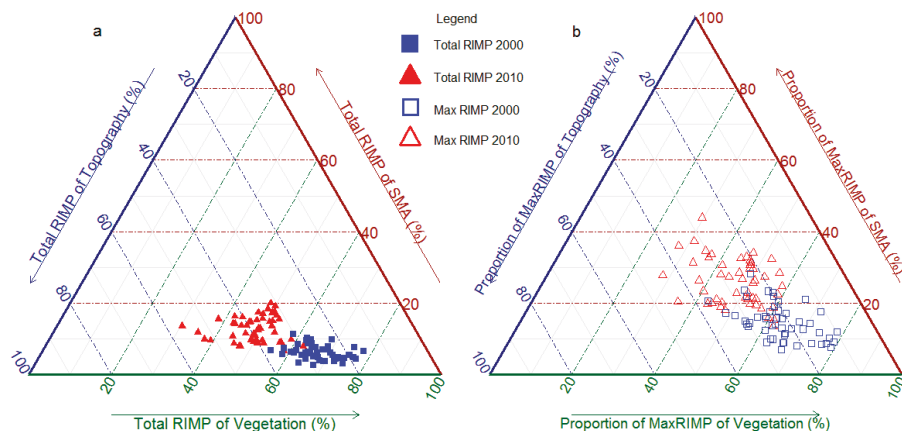 a
Legend
Total RIMP 2000
Total RIMP 2010
Max RIMP 2000
Max RIMP 2010
b
100
80
60
40
20
20
40
60
80
100
20
40
60
80
100
Total RIMP of Topography (%)
Total RIMP of SMA (%)
Total RIMP of Vegetation (%)
100
80
60
40
20
20
40
60
80
100
20
40
60
80
100
Proportion of MaxRIMP of Topography (%)
Proportion of MaxRIMP of SMA (%)
Proportion of MaxRIMP of Vegetation (%)